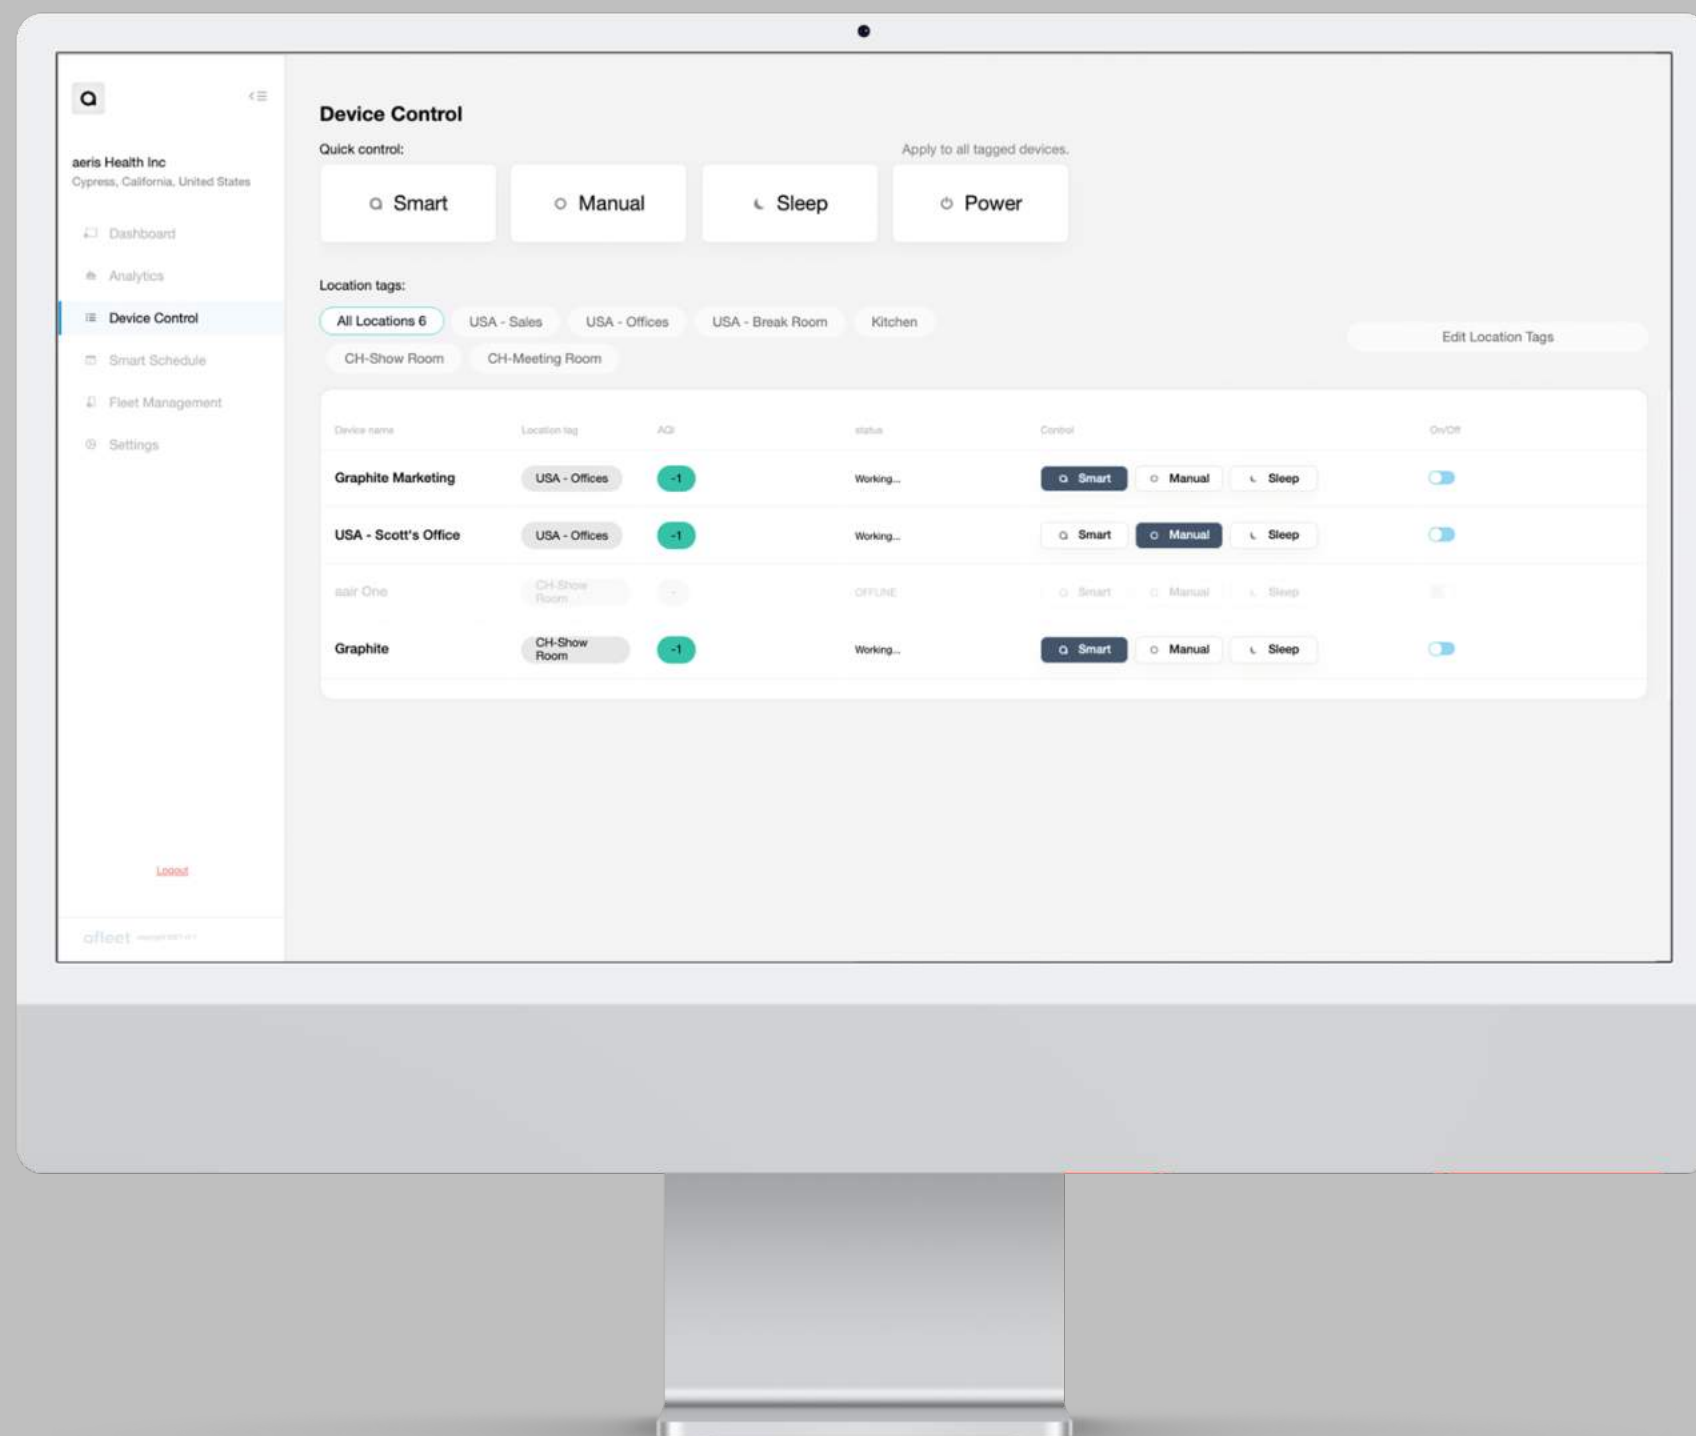 aeris Health Inc
Cypress, California, United States
Dashboard
Analytics
Device Control
Smart Schedule
Fleet Management
Settings
Logout
afleet
Device Control
Quick control:
Apply to all tagged devices.
Smart
Manual
Sleep
Power
Location tags:
All Locations 6
USA - Sales
USA - Offices
USA - Break Room
Kitchen
CH-Show Room
CH-Meeting Room
Edit Location Tags
Device name
Location tag
AQI
status
Control
On/Off
Graphite Marketing
USA - Offices
-1
Working...
Smart
Manual
Sleep
USA - Scott's Office
USA - Offices
-1
Working...
Smart
Manual
Sleep
aair One
CH-Show
Room
-
OFFLINE
Smart
Manual
Sleep
Graphite
CH-Show
Room
-1
Working...
Smart
Manual
Sleep